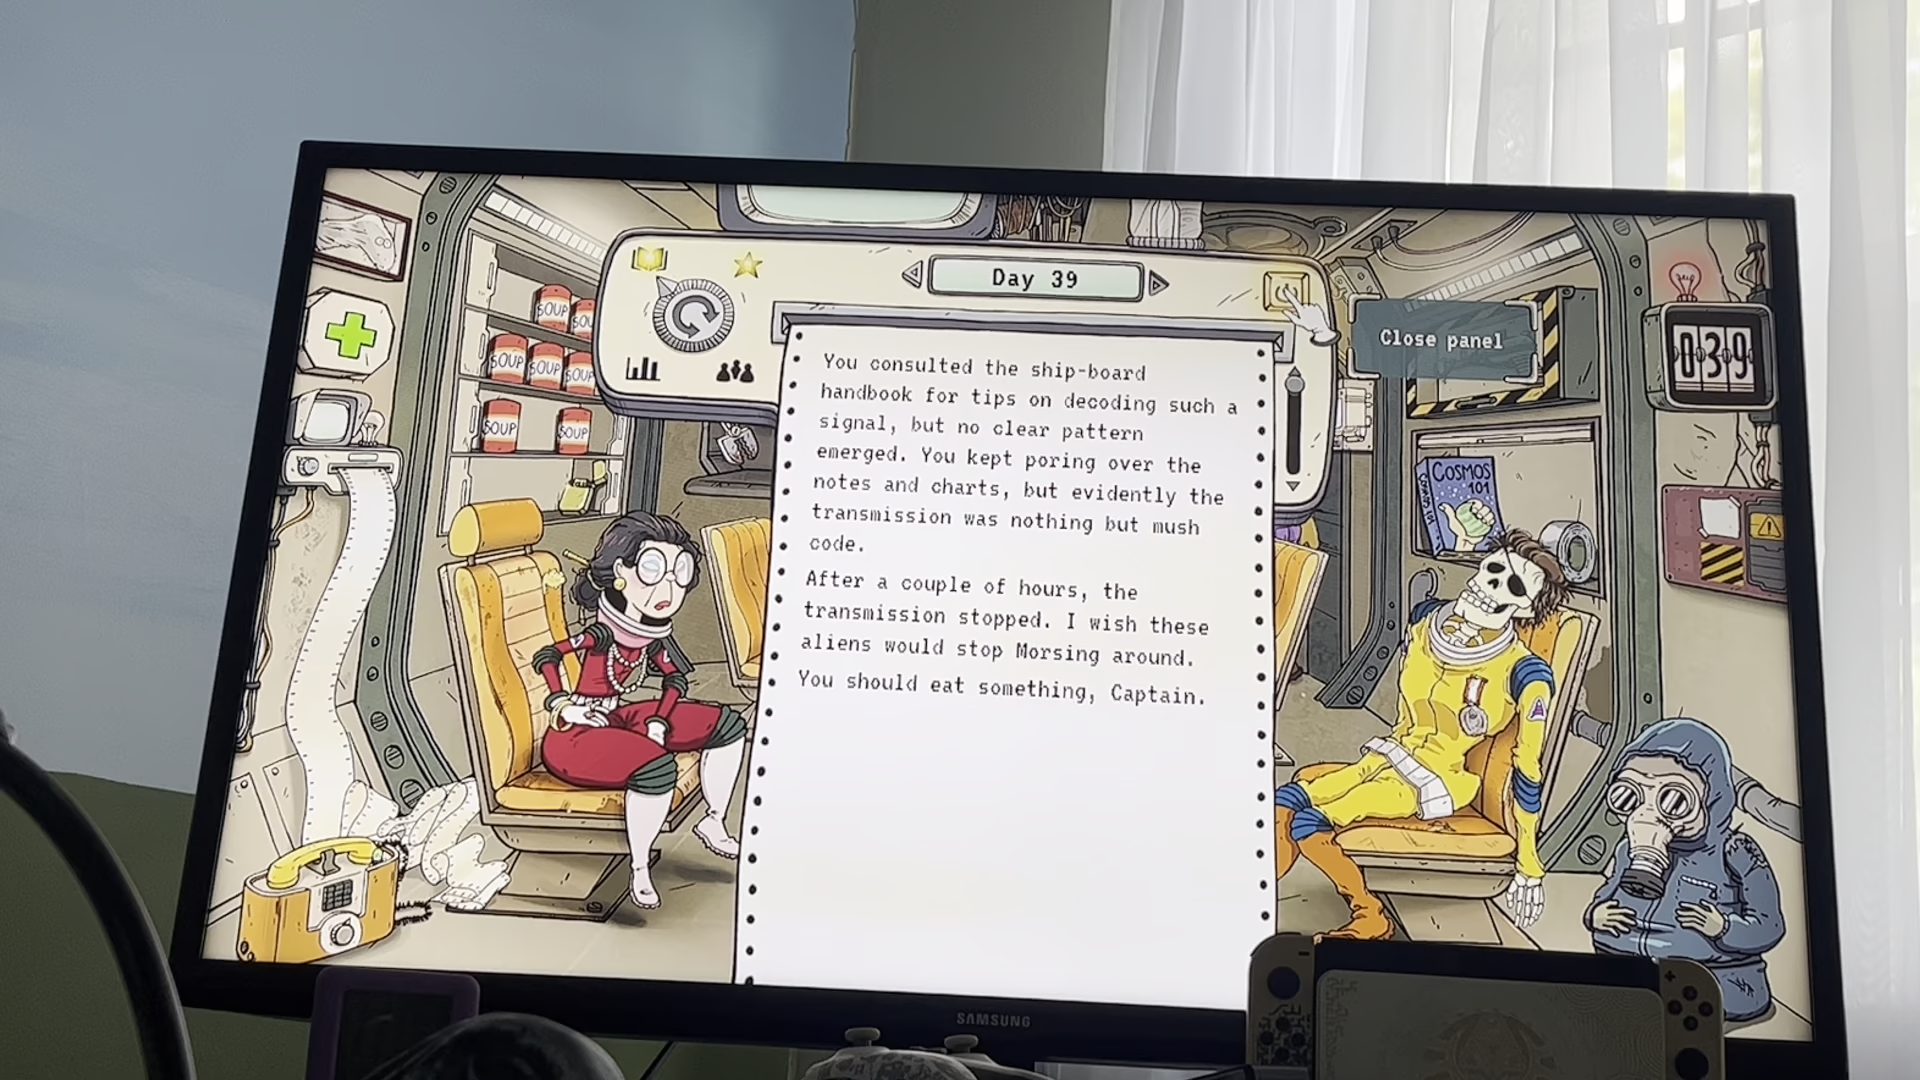 Day 39
Close panel
039
SOUP
SOU
SOUP
SOUP
SOUP
SOUP
SOUP
COSMOS
101
You consulted the ship-board
handbook for tips on decoding such a
signal, but no clear pattern
emerged. You kept poring over the
notes and charts, but evidently the
transmission was nothing but mush
code.
After a couple of hours, the
transmission stopped. I wish these
aliens would stop Morsing around.
You should eat something, Captain.
SAMSUNG